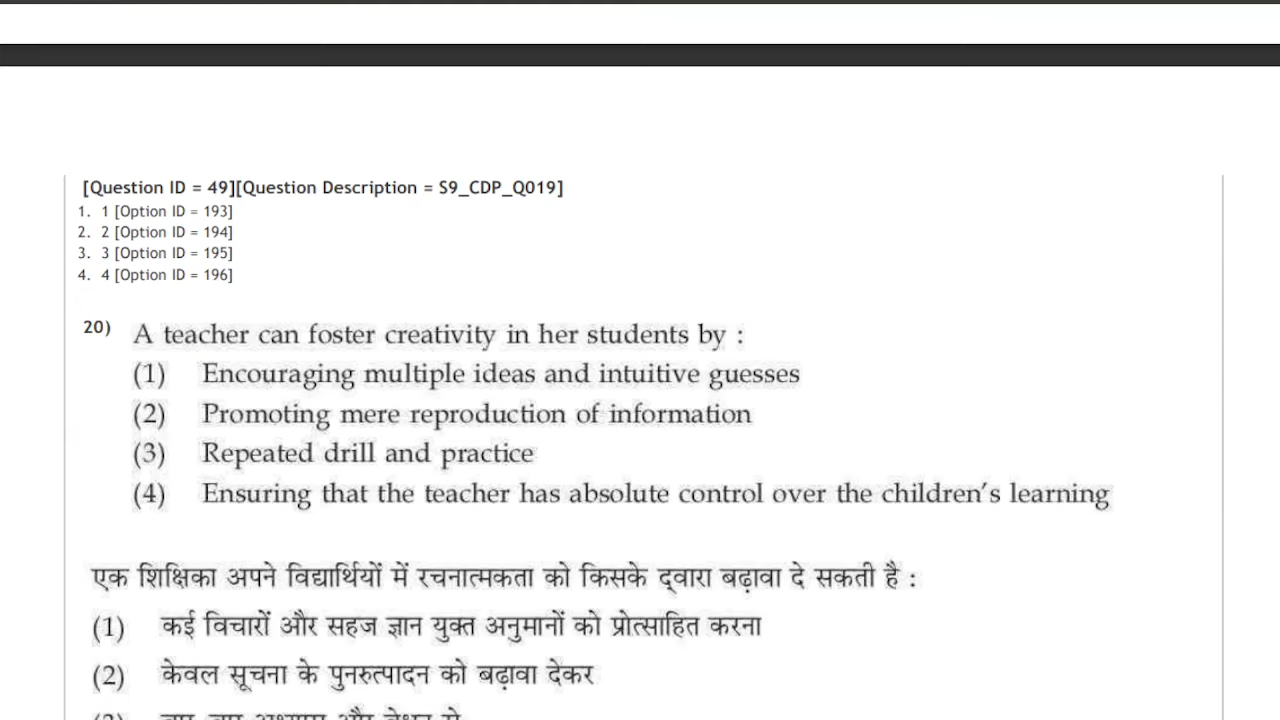 [Question ID = 49][Question Description = S9_CDP_Q019]
1. 1 [Option ID = 193]
2. 2 [Option ID = 194]
3. 3 [Option ID = 195]
4. 4 [Option ID = 196]
20) A teacher can foster creativity in her students by :
(1) Encouraging multiple ideas and intuitive guesses
(2) Promoting mere reproduction of information
(3) Repeated drill and practice
(4) Ensuring that the teacher has absolute control over the children's learning
एक शिक्षिका अपने विद्यार्थियों में रचनात्मकता को किसके द्वारा बढ़ावा दे सकती है :
(1) कई विचारों और सहज ज्ञान युक्त अनुमानों को प्रोत्साहित करना
(2) केवल सूचना के पुनरुत्पादन को बढ़ावा देकर